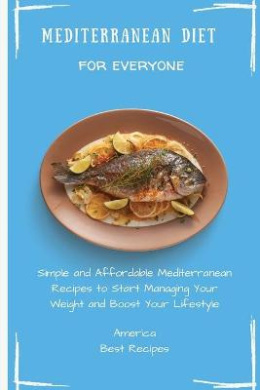 MEDITERRANEAN DIET
FOR EVERYONE
Simple and Affordable Mediterranean
Recipes to Start Managing Your
Weight and Boost Your Lifestyle
America
Best Recipes